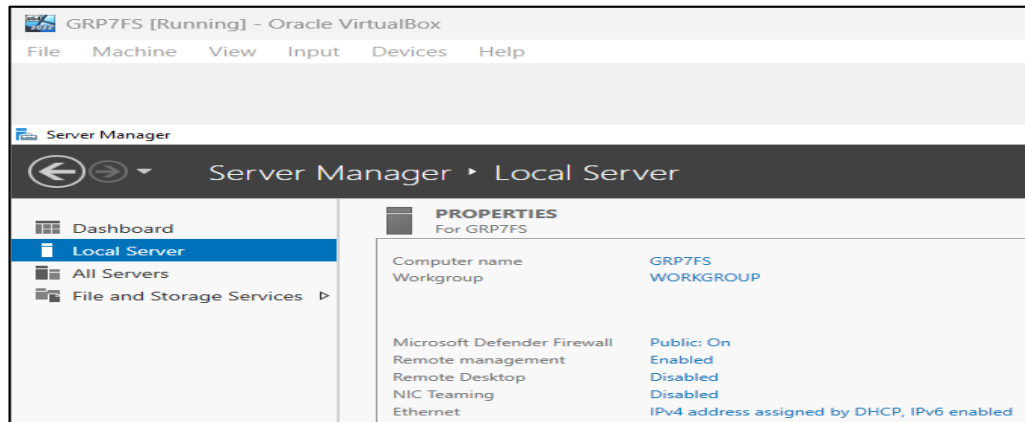 GRP7FS [Running] - Oracle VirtualBox
File Machine View Input Devices Help
Server Manager
Server Manager ‣ Local Server
Dashboard
Local Server
All Servers
File and Storage Services
PROPERTIES
For GRP7FS
Computer name GRP7FS
Workgroup WORKGROUP
Microsoft Defender Firewall Public: On
Remote management Enabled
Remote Desktop Disabled
NIC Teaming Disabled
Ethernet IPv4 address assigned by DHCP, IPv6 enabled